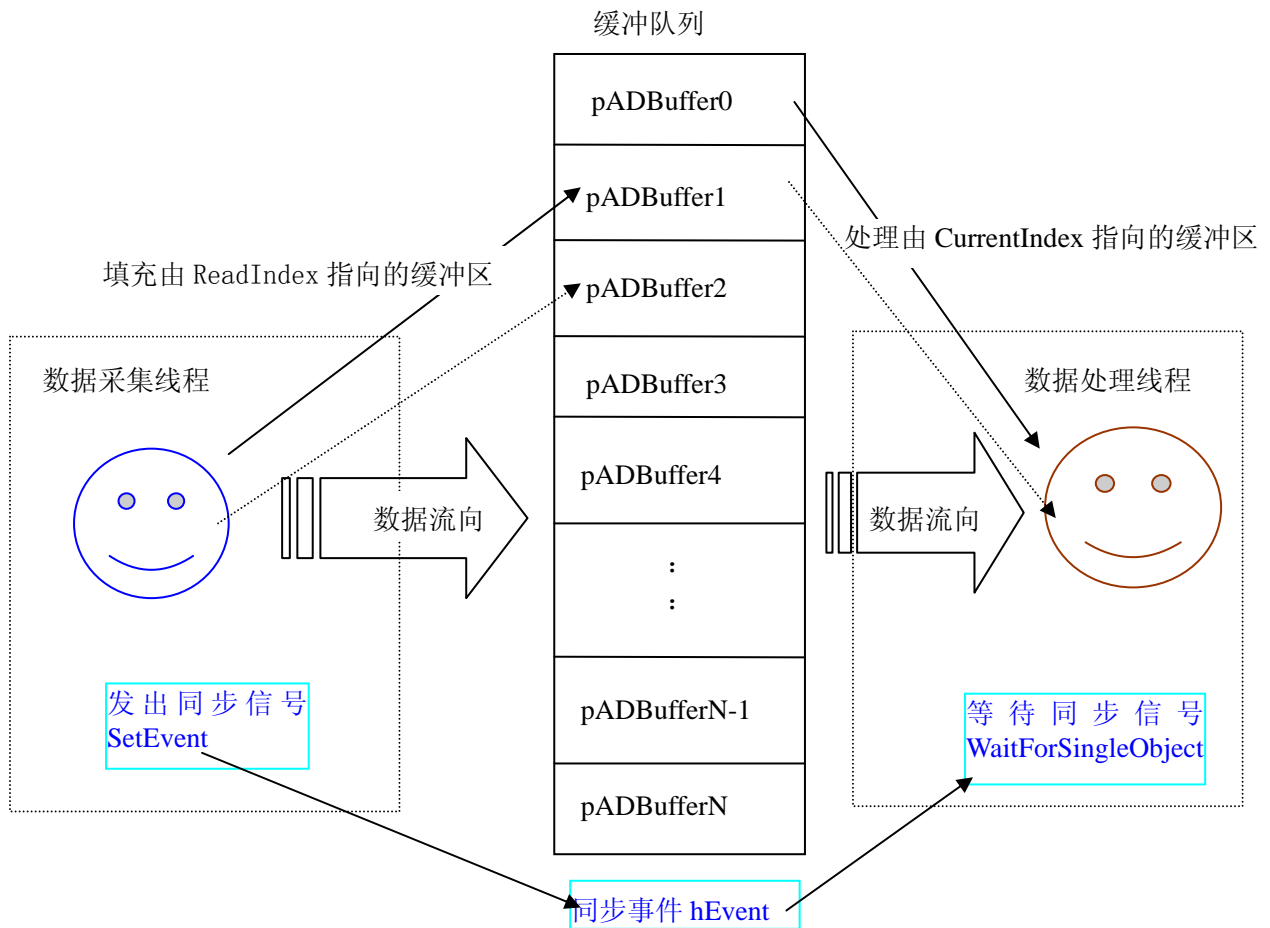 缓冲队列
pADBuffer0
pADBuffer1
处理由 CurrentIndex 指向的缓冲区
填充由 ReadIndex 指向的缓冲区
pADBuffer2
数据采集线程
pADBuffer3
数据处理线程
pADBuffer4
数据流向
数据流向
:
:
发出同步信号
SetEvent
pADBufferN-1
等待同步信号
WaitForSingleObject
pADBufferN
同步事件 hEvent